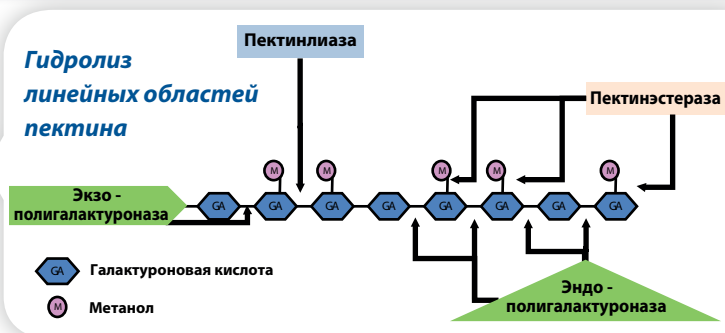 Гидролиз
линейных областей
пектина
Пектинлиаза
Пектинэстераза
M M M M M
Экзо -
полигалактуроназа
GA GA GA GA GA GA GA GA
GA Галактуроновая кислота
M Метанол
Эндо -
полигалактуроназа